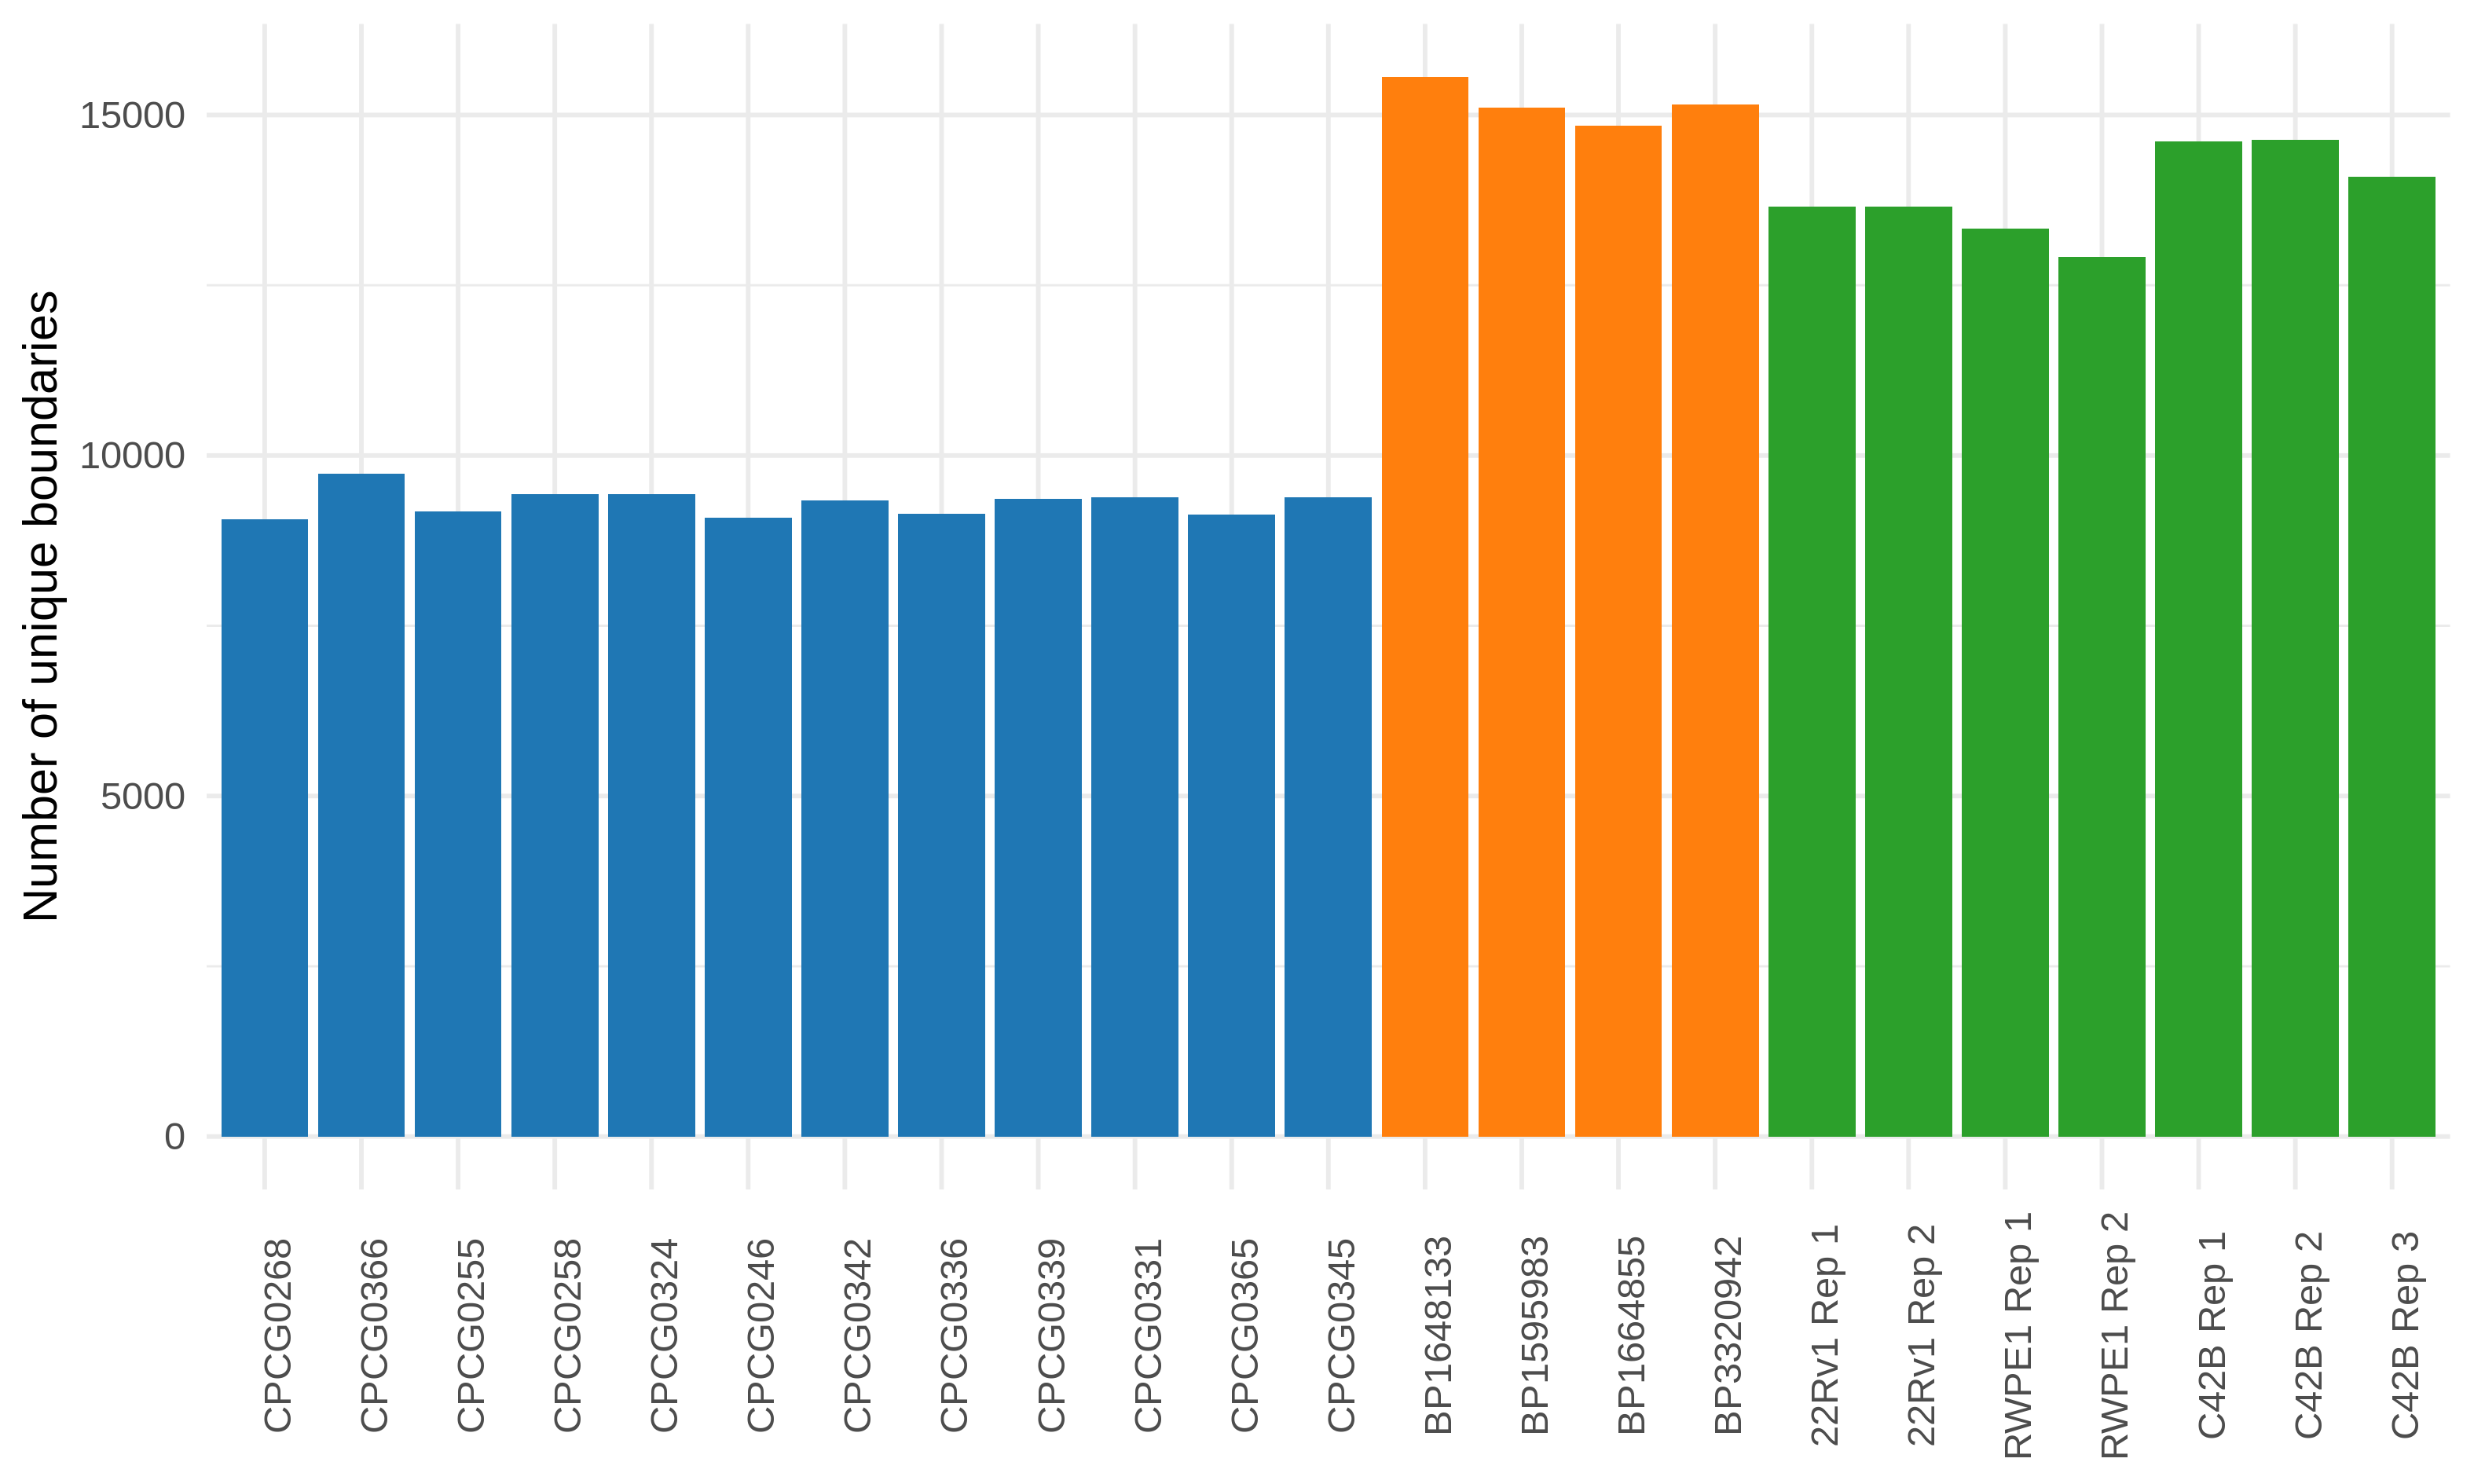 Number of unique boundaries
15000
10000
5000
0
CPCG0268
CPCG0366
CPCG0255
CPCG0258
CPCG0324
CPCG0246
CPCG0342
CPCG0336
CPCG0339
CPCG0331
CPCG0365
CPCG0345
BP1648133
BP1595983
BP1664855
BP3320942
22Rv1 Rep 1
22Rv1 Rep 2
RWPE1 Rep 1
RWPE1 Rep 2
C42B Rep 1
C42B Rep 2
C42B Rep 3